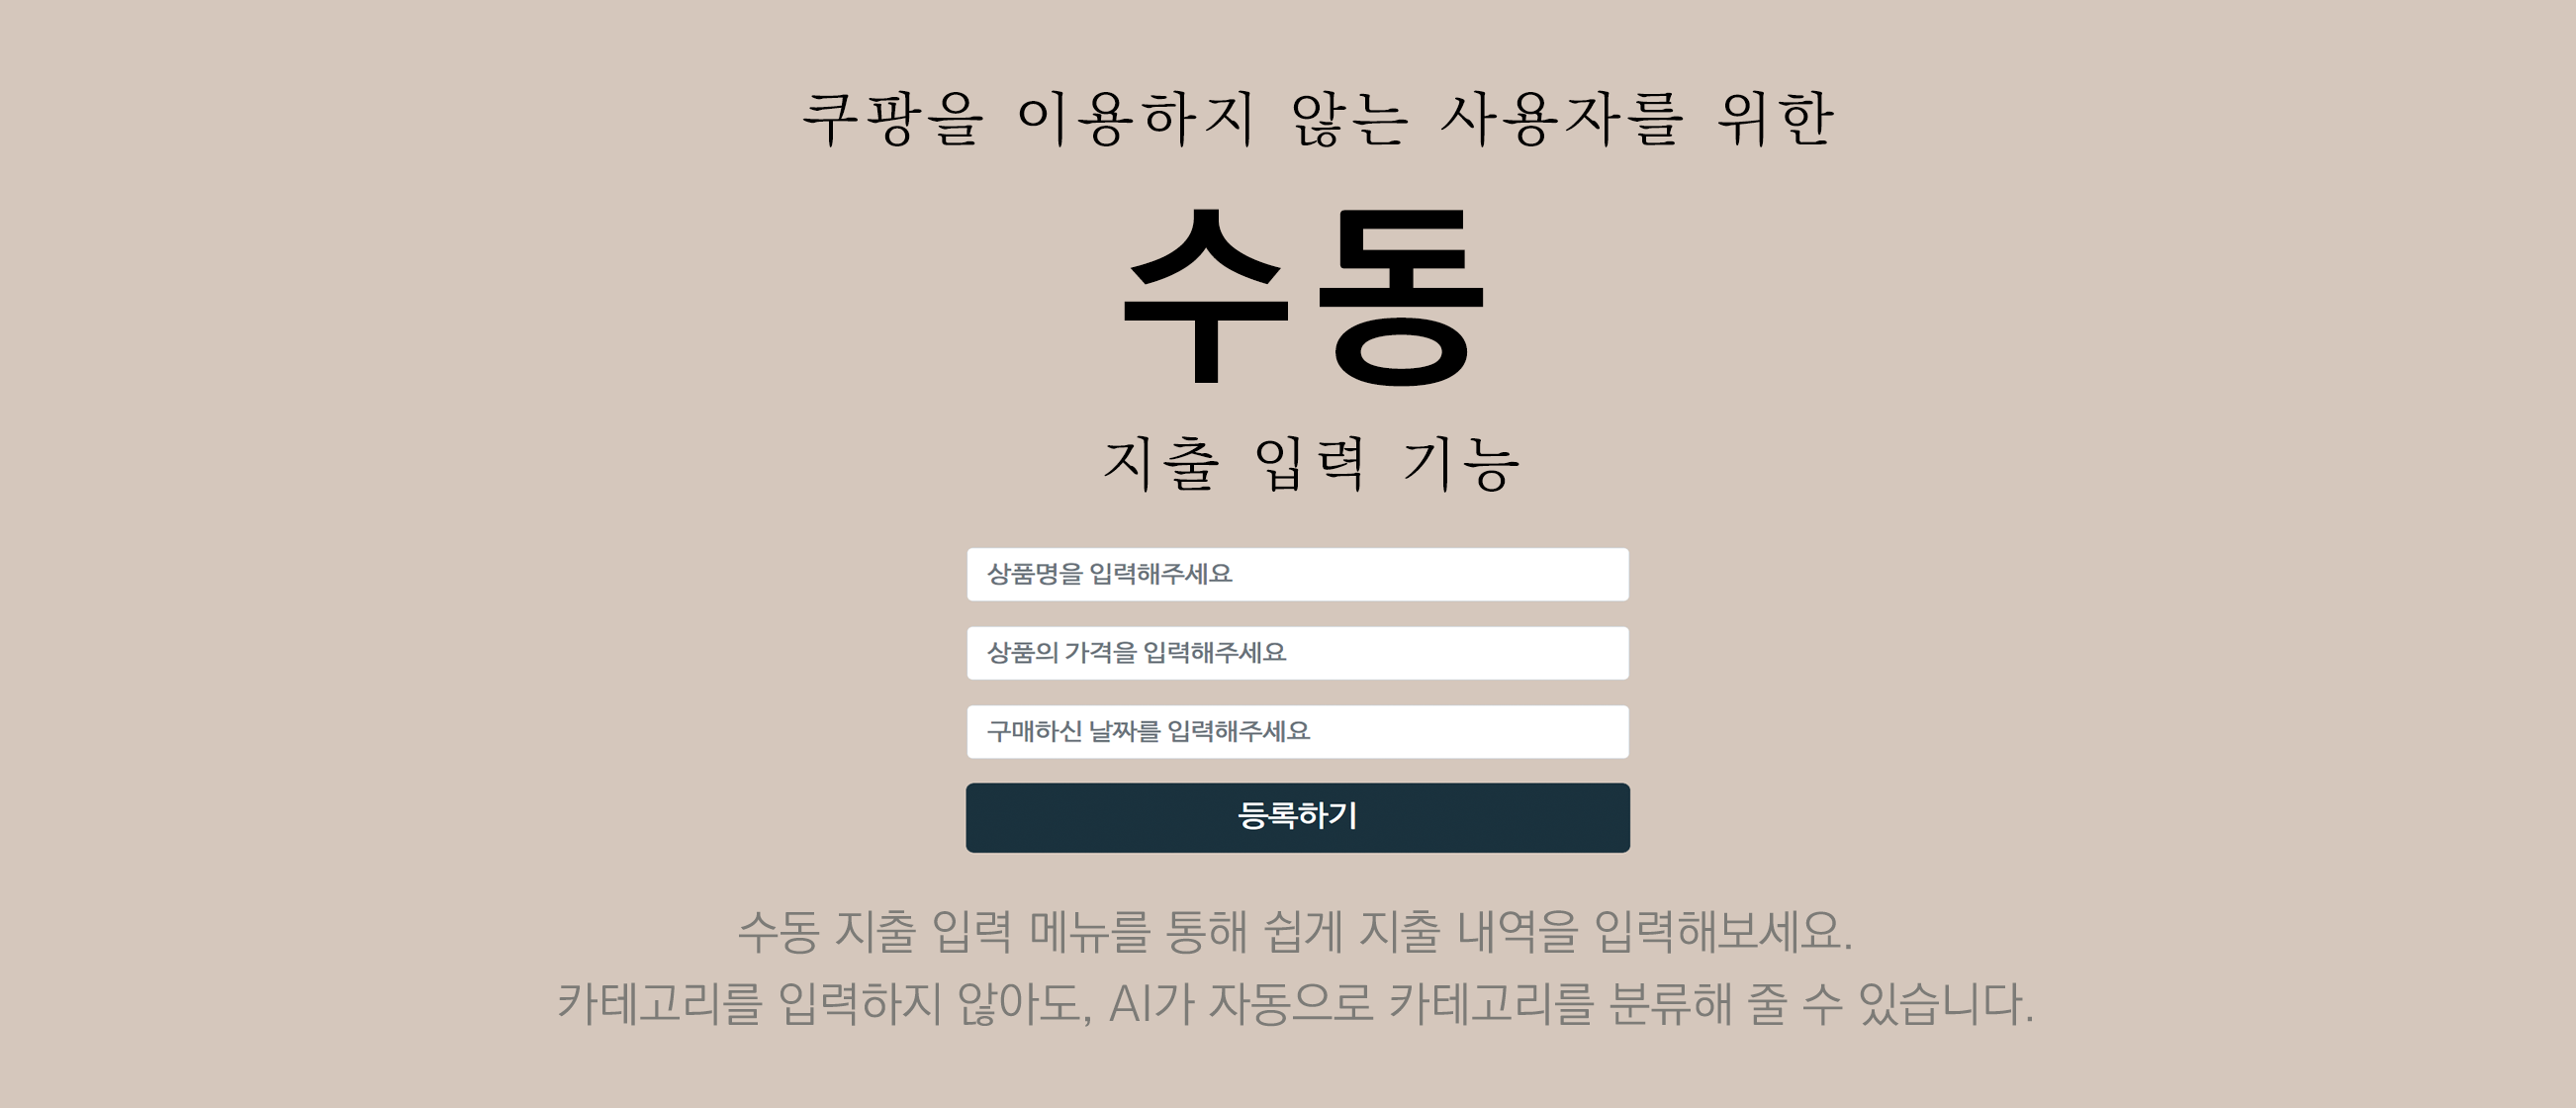 쿠팡을 이용하지 않는 사용자를 위한
수동
지출 입력 기능
상품명을 입력해주세요
상품의 가격을 입력해주세요
구매하신 날짜를 입력해주세요
등록하기
수동 지출 입력 메뉴를 통해 쉽게 지출 내역을 입력해보세요.
카테고리를 입력하지 않아도, AI가 자동으로 카테고리를 분류해 줄 수 있습니다.